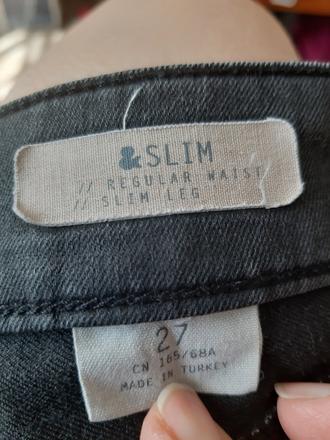 &SLIM
// REGULAR WAIST
// SLIM LEG
27
CN 165/68A
MADE IN TURKEY